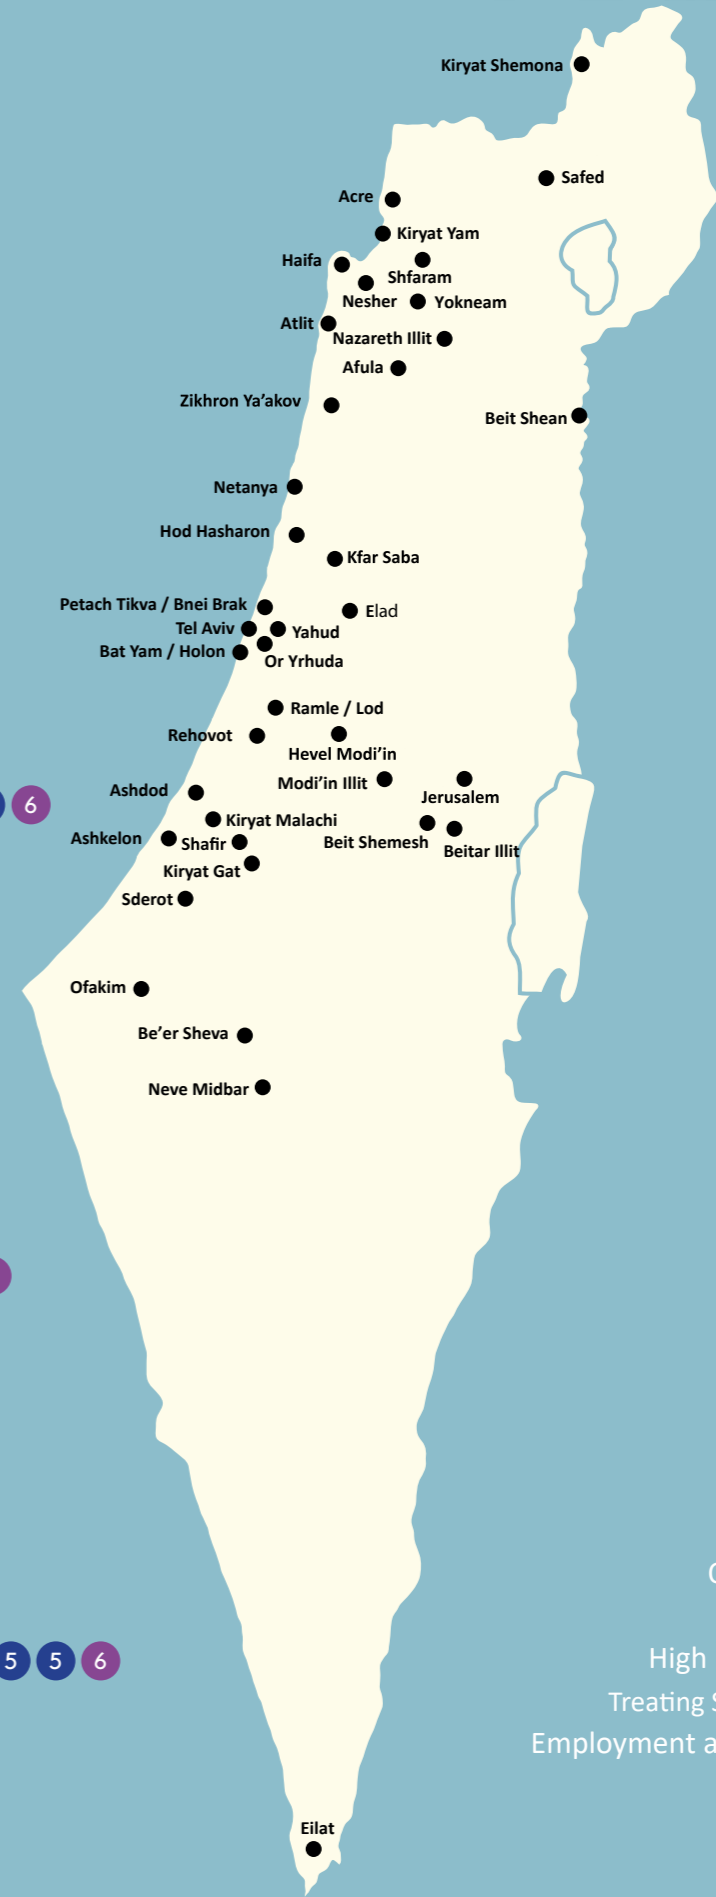 Kiryat Shemona
Safed
Acre
Kiryat Yam
Haifa
Shfaram
Nesher
Yokneam
Atlit
Nazareth Illit
Afula
Zikhron Ya’akov
Beit Shean
Netanya
Hod Hasharon
Kfar Saba
Petach Tikva / Bnei Brak
Elad
Tel Aviv
Yahud
Bat Yam / Holon
Or Yrhuda
Ramle / Lod
Rehovot
Hevel Modi’in
Modi’in Illit
Jerusalem
Ashdod
6
Kiryat Malachi
Ashkelon
Shafir
Beit Shemesh
Beitar Illit
Kiryat Gat
Sderot
Ofakim
Be’er Sheva
Neve Midbar
5 5 6
High
Treating S
Employment a
Eilat